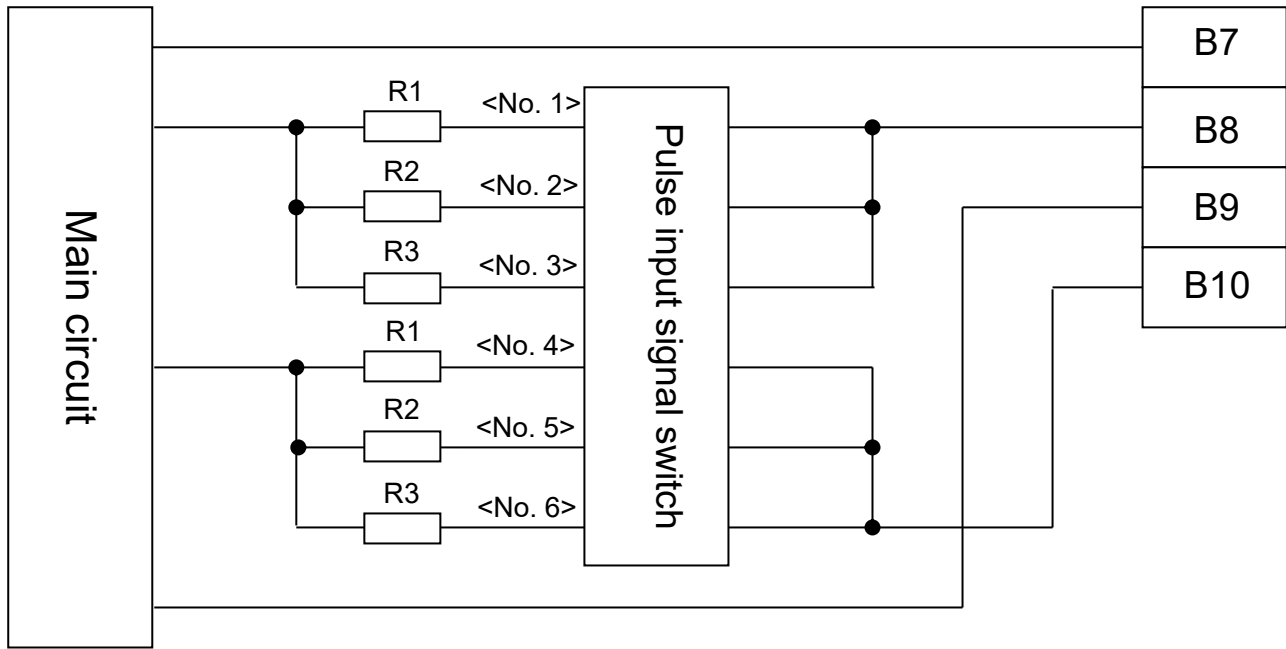 Main circuit
R1
<No. 1>
R2
<No. 2>
R3
<No. 3>
R1
<No. 4>
R2
<No. 5>
R3
<No. 6>
Pulse input signal switch
B7
B8
B9
B10